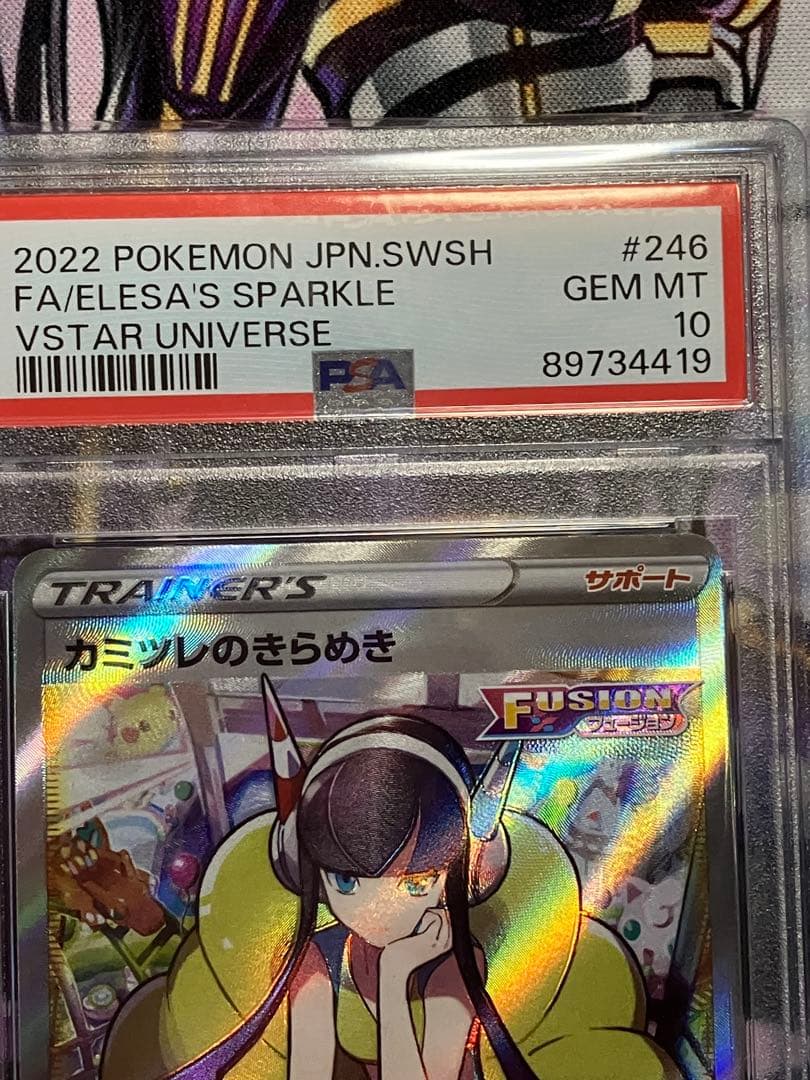 2022 POKEMON JPN.SWSH #246
FA/ELESA'S SPARKLE GEM MT
VSTAR UNIVERSE 10
PSA 89734419
TRAINER'S サポート
カミツレのきらめき
FUSION
フュージョン